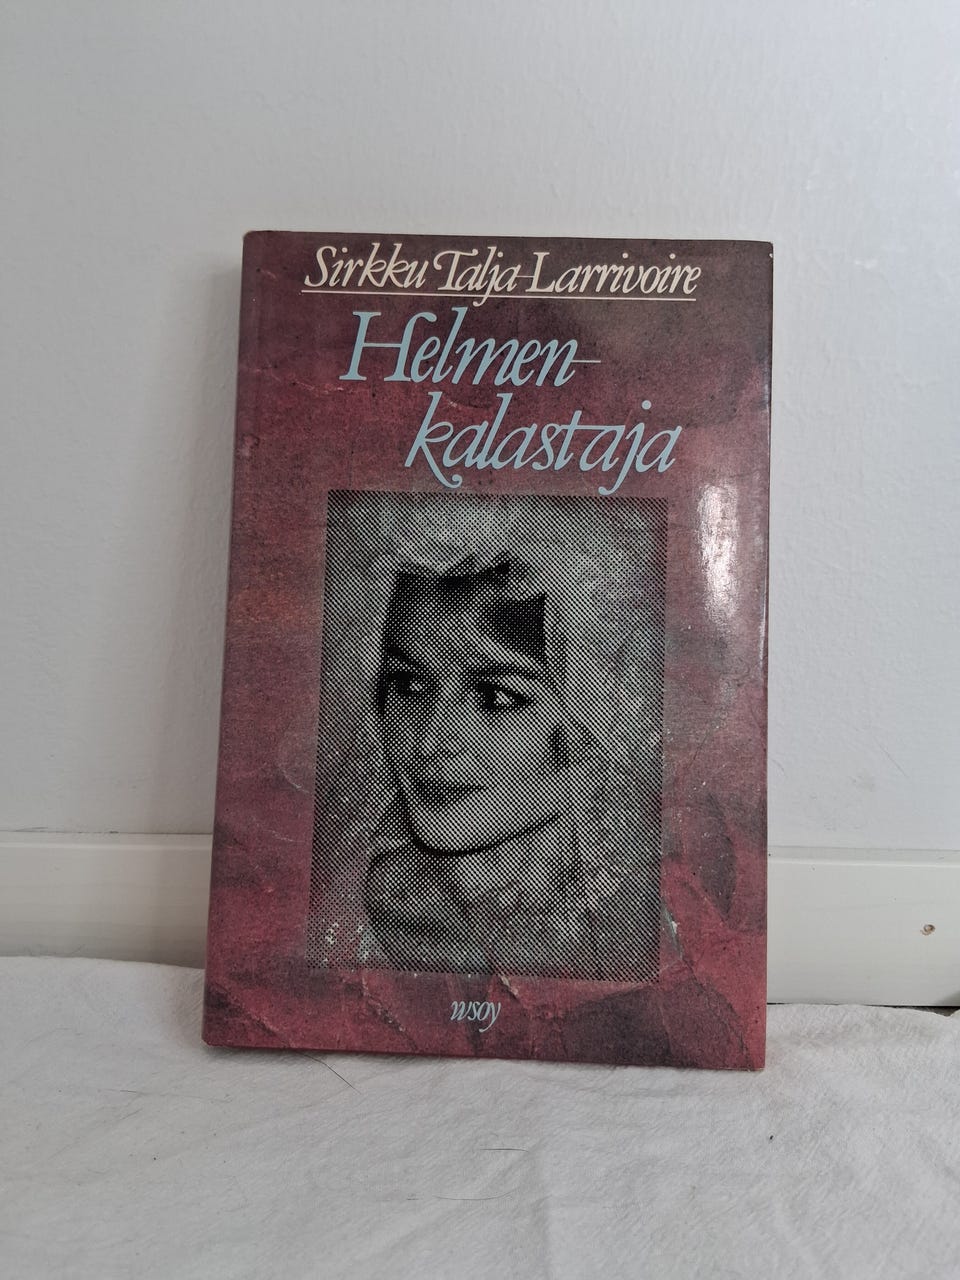 Sirkku Talja-Larrivoire
Helmen-
kalastaja
wsoy